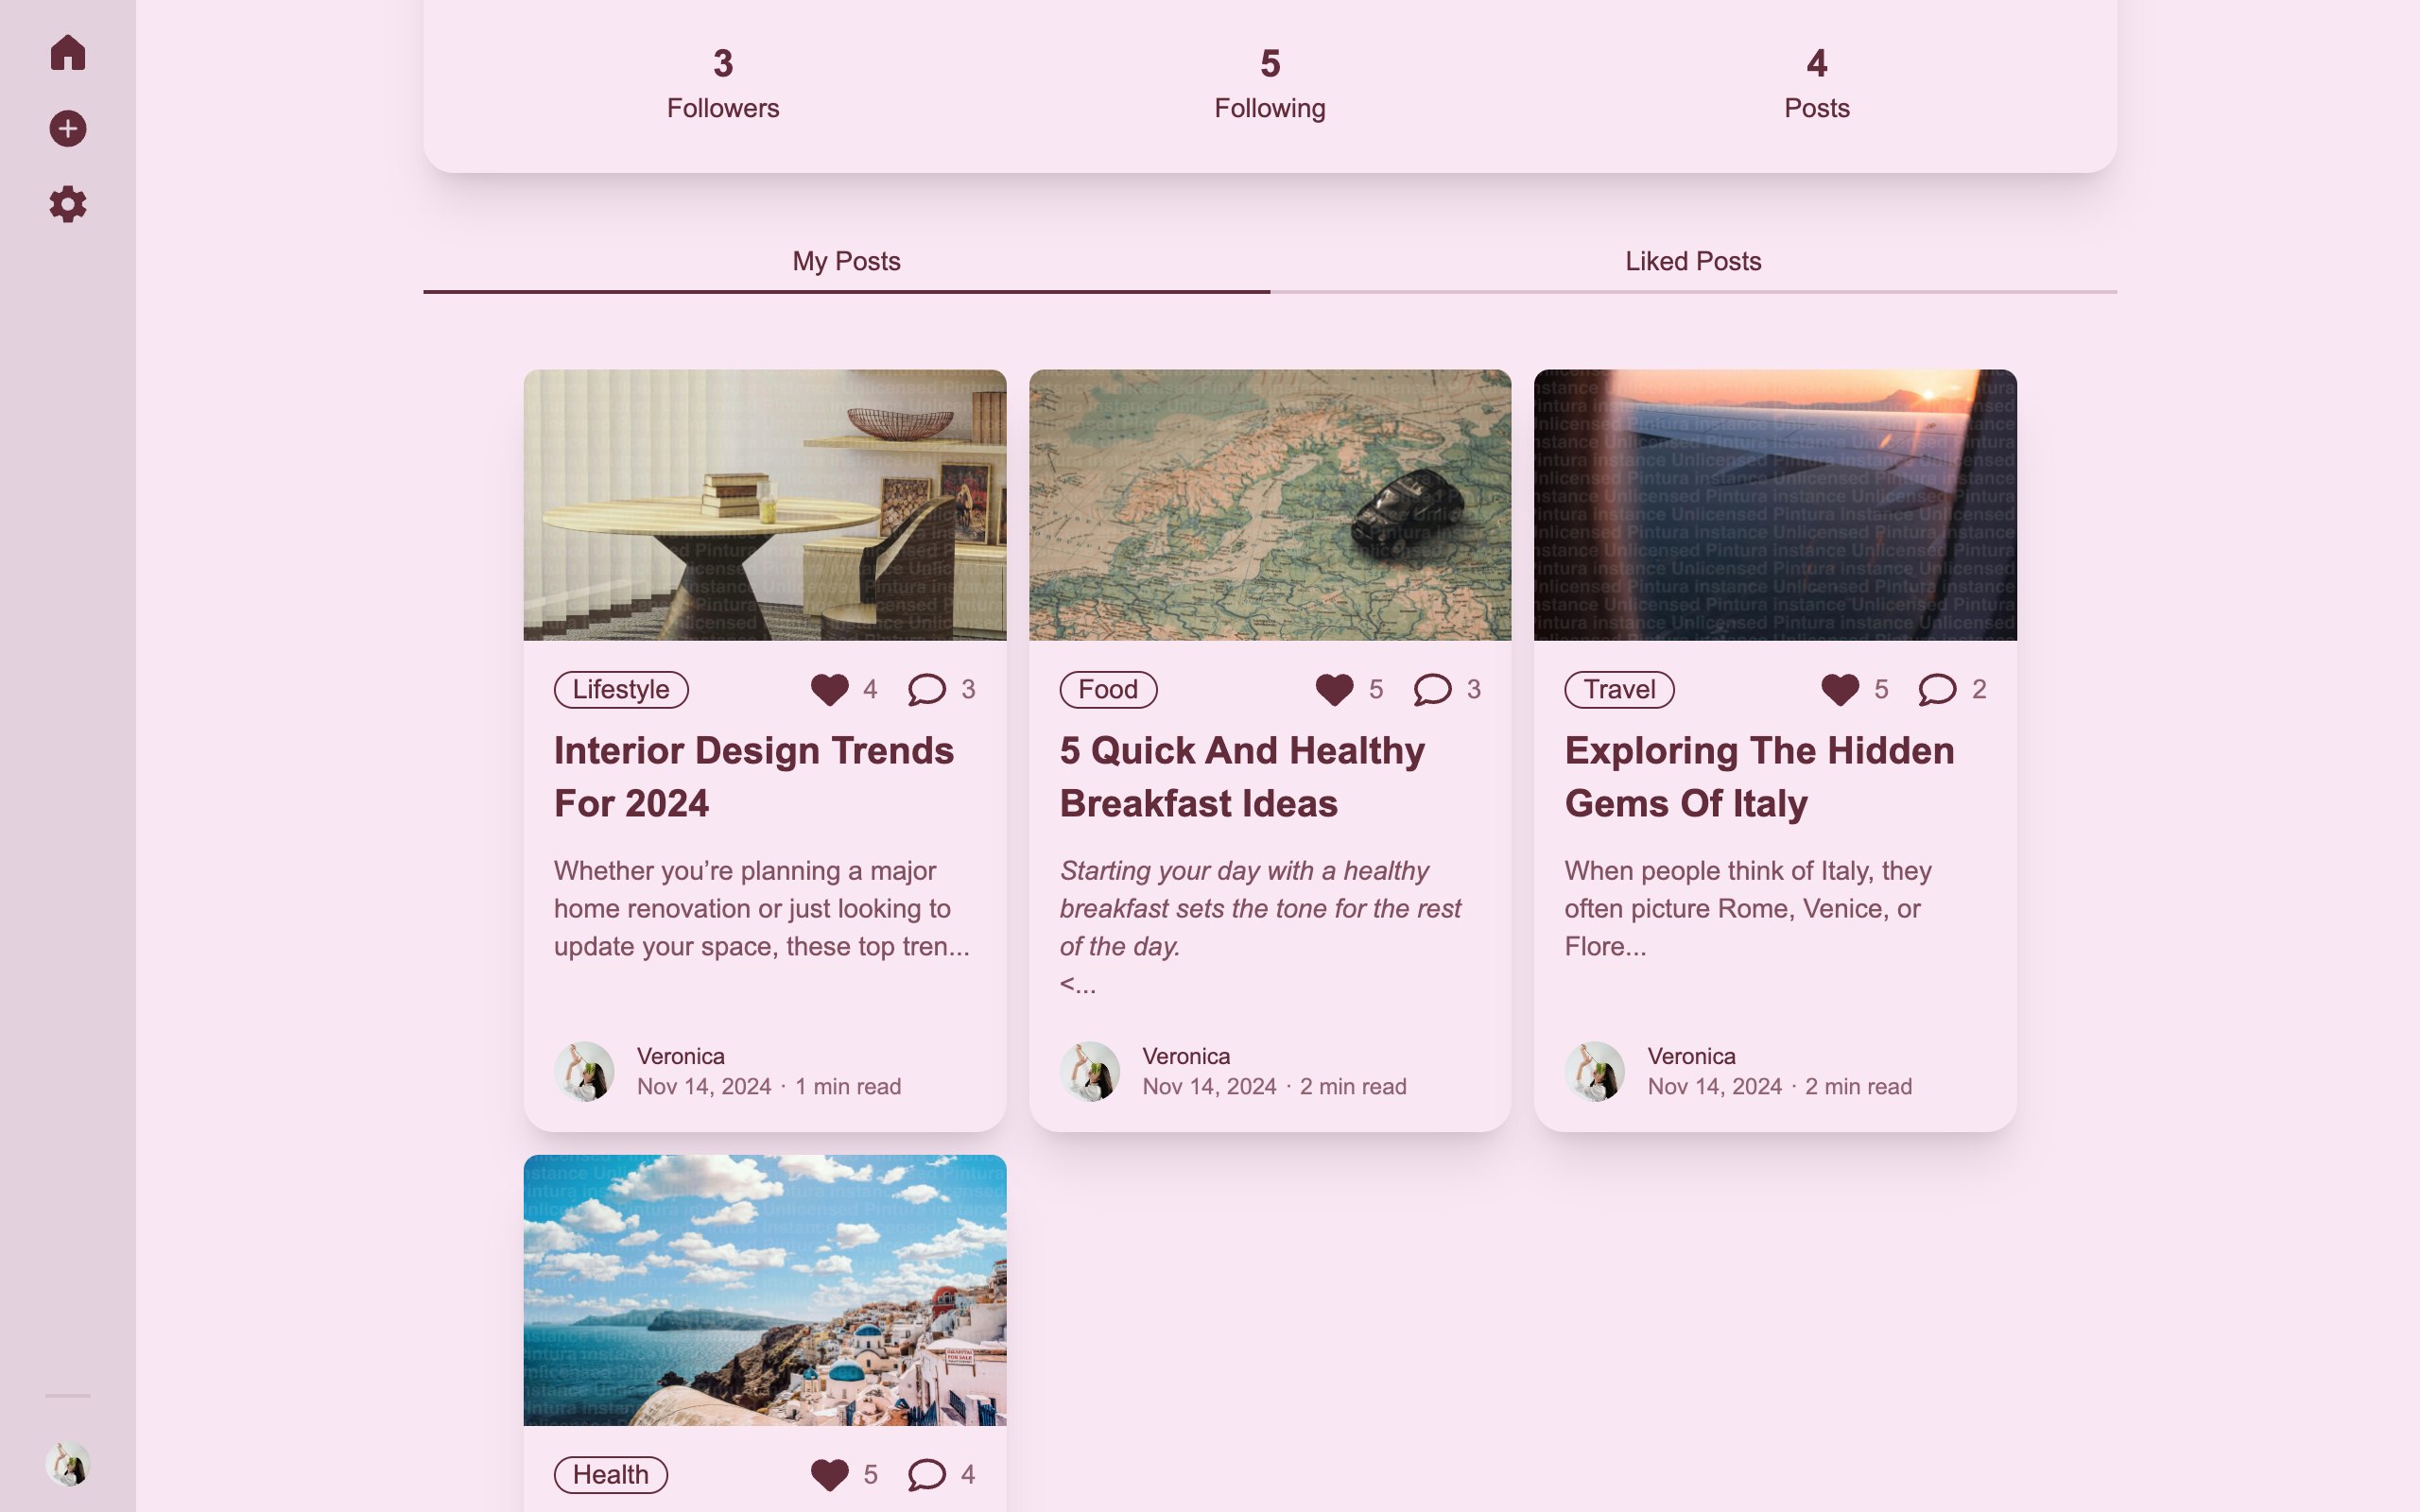 3
Followers
5
Following
4
Posts
My Posts
Liked Posts
Lifestyle
4
3
Interior Design Trends
For 2024
Whether you’re planning a major
home renovation or just looking to
update your space, these top tren...
Veronica
Nov 14, 2024 · 1 min read
Food
5
3
5 Quick And Healthy
Breakfast Ideas
Starting your day with a healthy
breakfast sets the tone for the rest
of the day.
<...
Veronica
Nov 14, 2024 · 2 min read
Unlicensed Pintura instance
Travel
5
2
Exploring The Hidden
Gems Of Italy
When people think of Italy, they
often picture Rome, Venice, or
Flore...
Veronica
Nov 14, 2024 · 2 min read
FOR SALE
Health
5
4